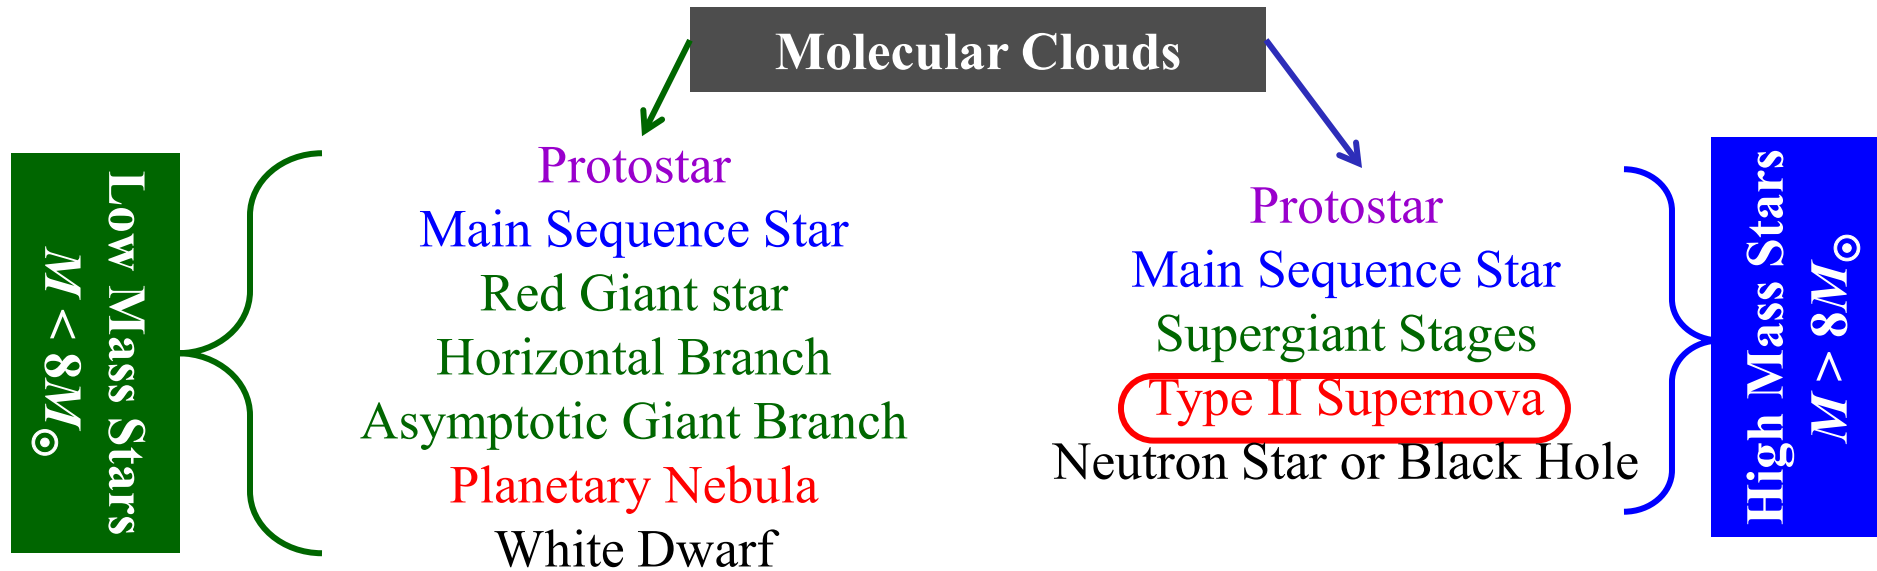 Molecular Clouds
Low Mass Stars
M < 8M☉
Protostar
Main Sequence Star
Red Giant star
Horizontal Branch
Asymptotic Giant Branch
Planetary Nebula
White Dwarf
Protostar
Main Sequence Star
Supergiant Stages
Type II Supernova
Neutron Star or Black Hole
High Mass Stars
M > 8M☉